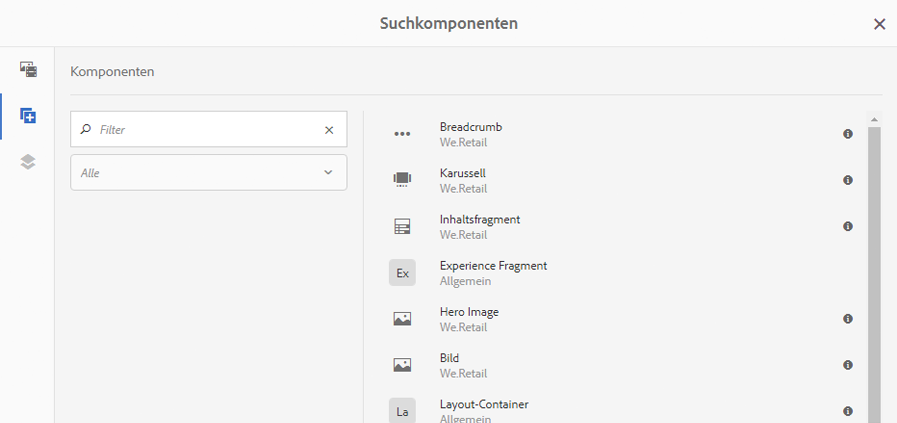 Suchkomponenten
Komponenten
Filter
Alle
Breadcrumb
We.Retail
Karussell
We.Retail
Inhaltsfragment
We.Retail
Ex
Experience Fragment
Allgemein
Hero Image
We.Retail
Bild
We.Retail
La
Layout-Container
Allgemein